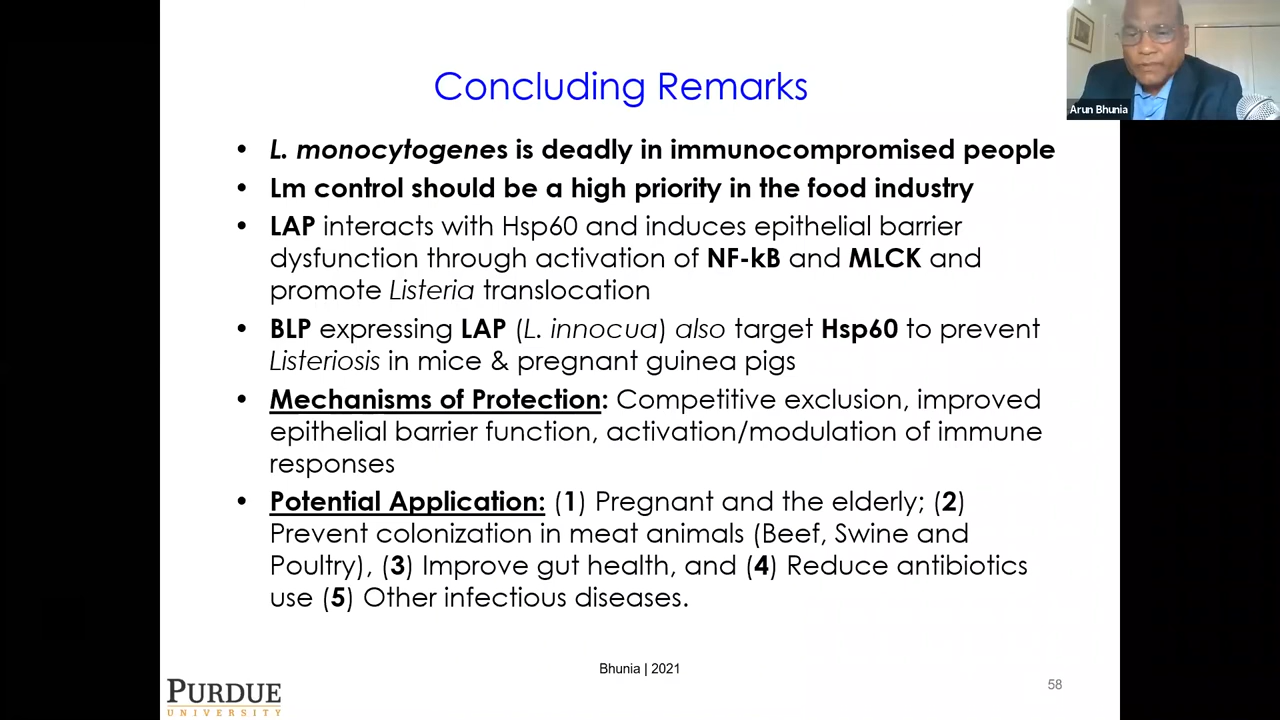 Concluding Remarks
Arun Bhunia
• L. monocytogenes is deadly in immunocompromised people
• Lm control should be a high priority in the food industry
• LAP interacts with Hsp60 and induces epithelial barrier
dysfunction through activation of NF-kB and MLCK and
promote Listeria translocation
• BLP expressing LAP (L. innocua) also target Hsp60 to prevent
Listeriosis in mice & pregnant guinea pigs
• Mechanisms of Protection: Competitive exclusion, improved
epithelial barrier function, activation/modulation of immune
responses
• Potential Application: (1) Pregnant and the elderly; (2)
Prevent colonization in meat animals (Beef, Swine and
Poultry), (3) Improve gut health, and (4) Reduce antibiotics
use (5) Other infectious diseases.
Bhunia | 2021
58
PURDUE
UNIVERSITY